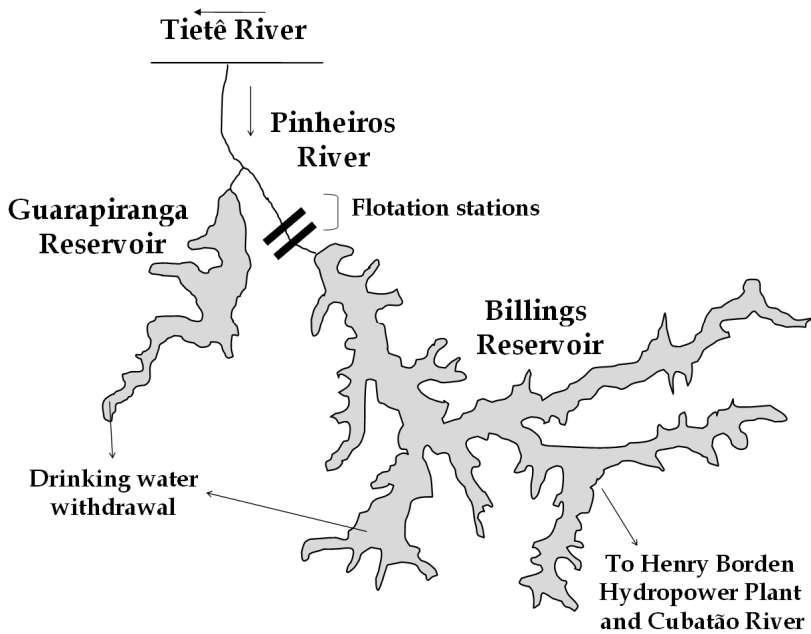 Tietê River
Pinheiros
River
Flotation stations
Guarapiranga
Reservoir
Billings
Reservoir
Drinking water
withdrawal
To Henry Borden
Hydropower Plant
and Cubatão River